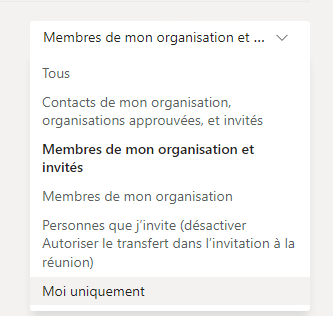 Membres de mon organisation et ...
Tous
Contacts de mon organisation,
organisations approuvées, et invités
Membres de mon organisation et
invités
Membres de mon organisation
Personnes que j'invite (désactiver
Autoriser le transfert dans l'invitation à la
réunion)
Moi uniquement